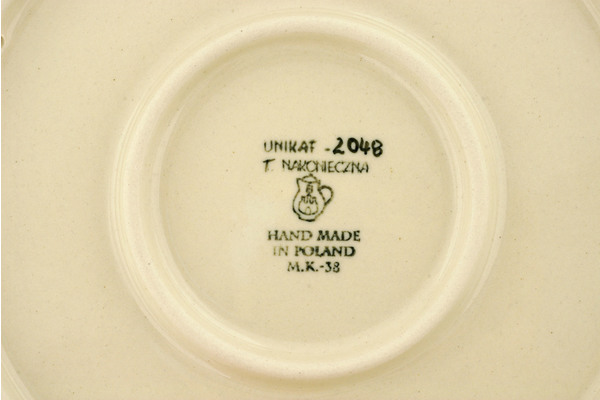 UNIKAT -2048
T. NAKONIECZNA
HAND MADE
IN POLAND
M.K.-38